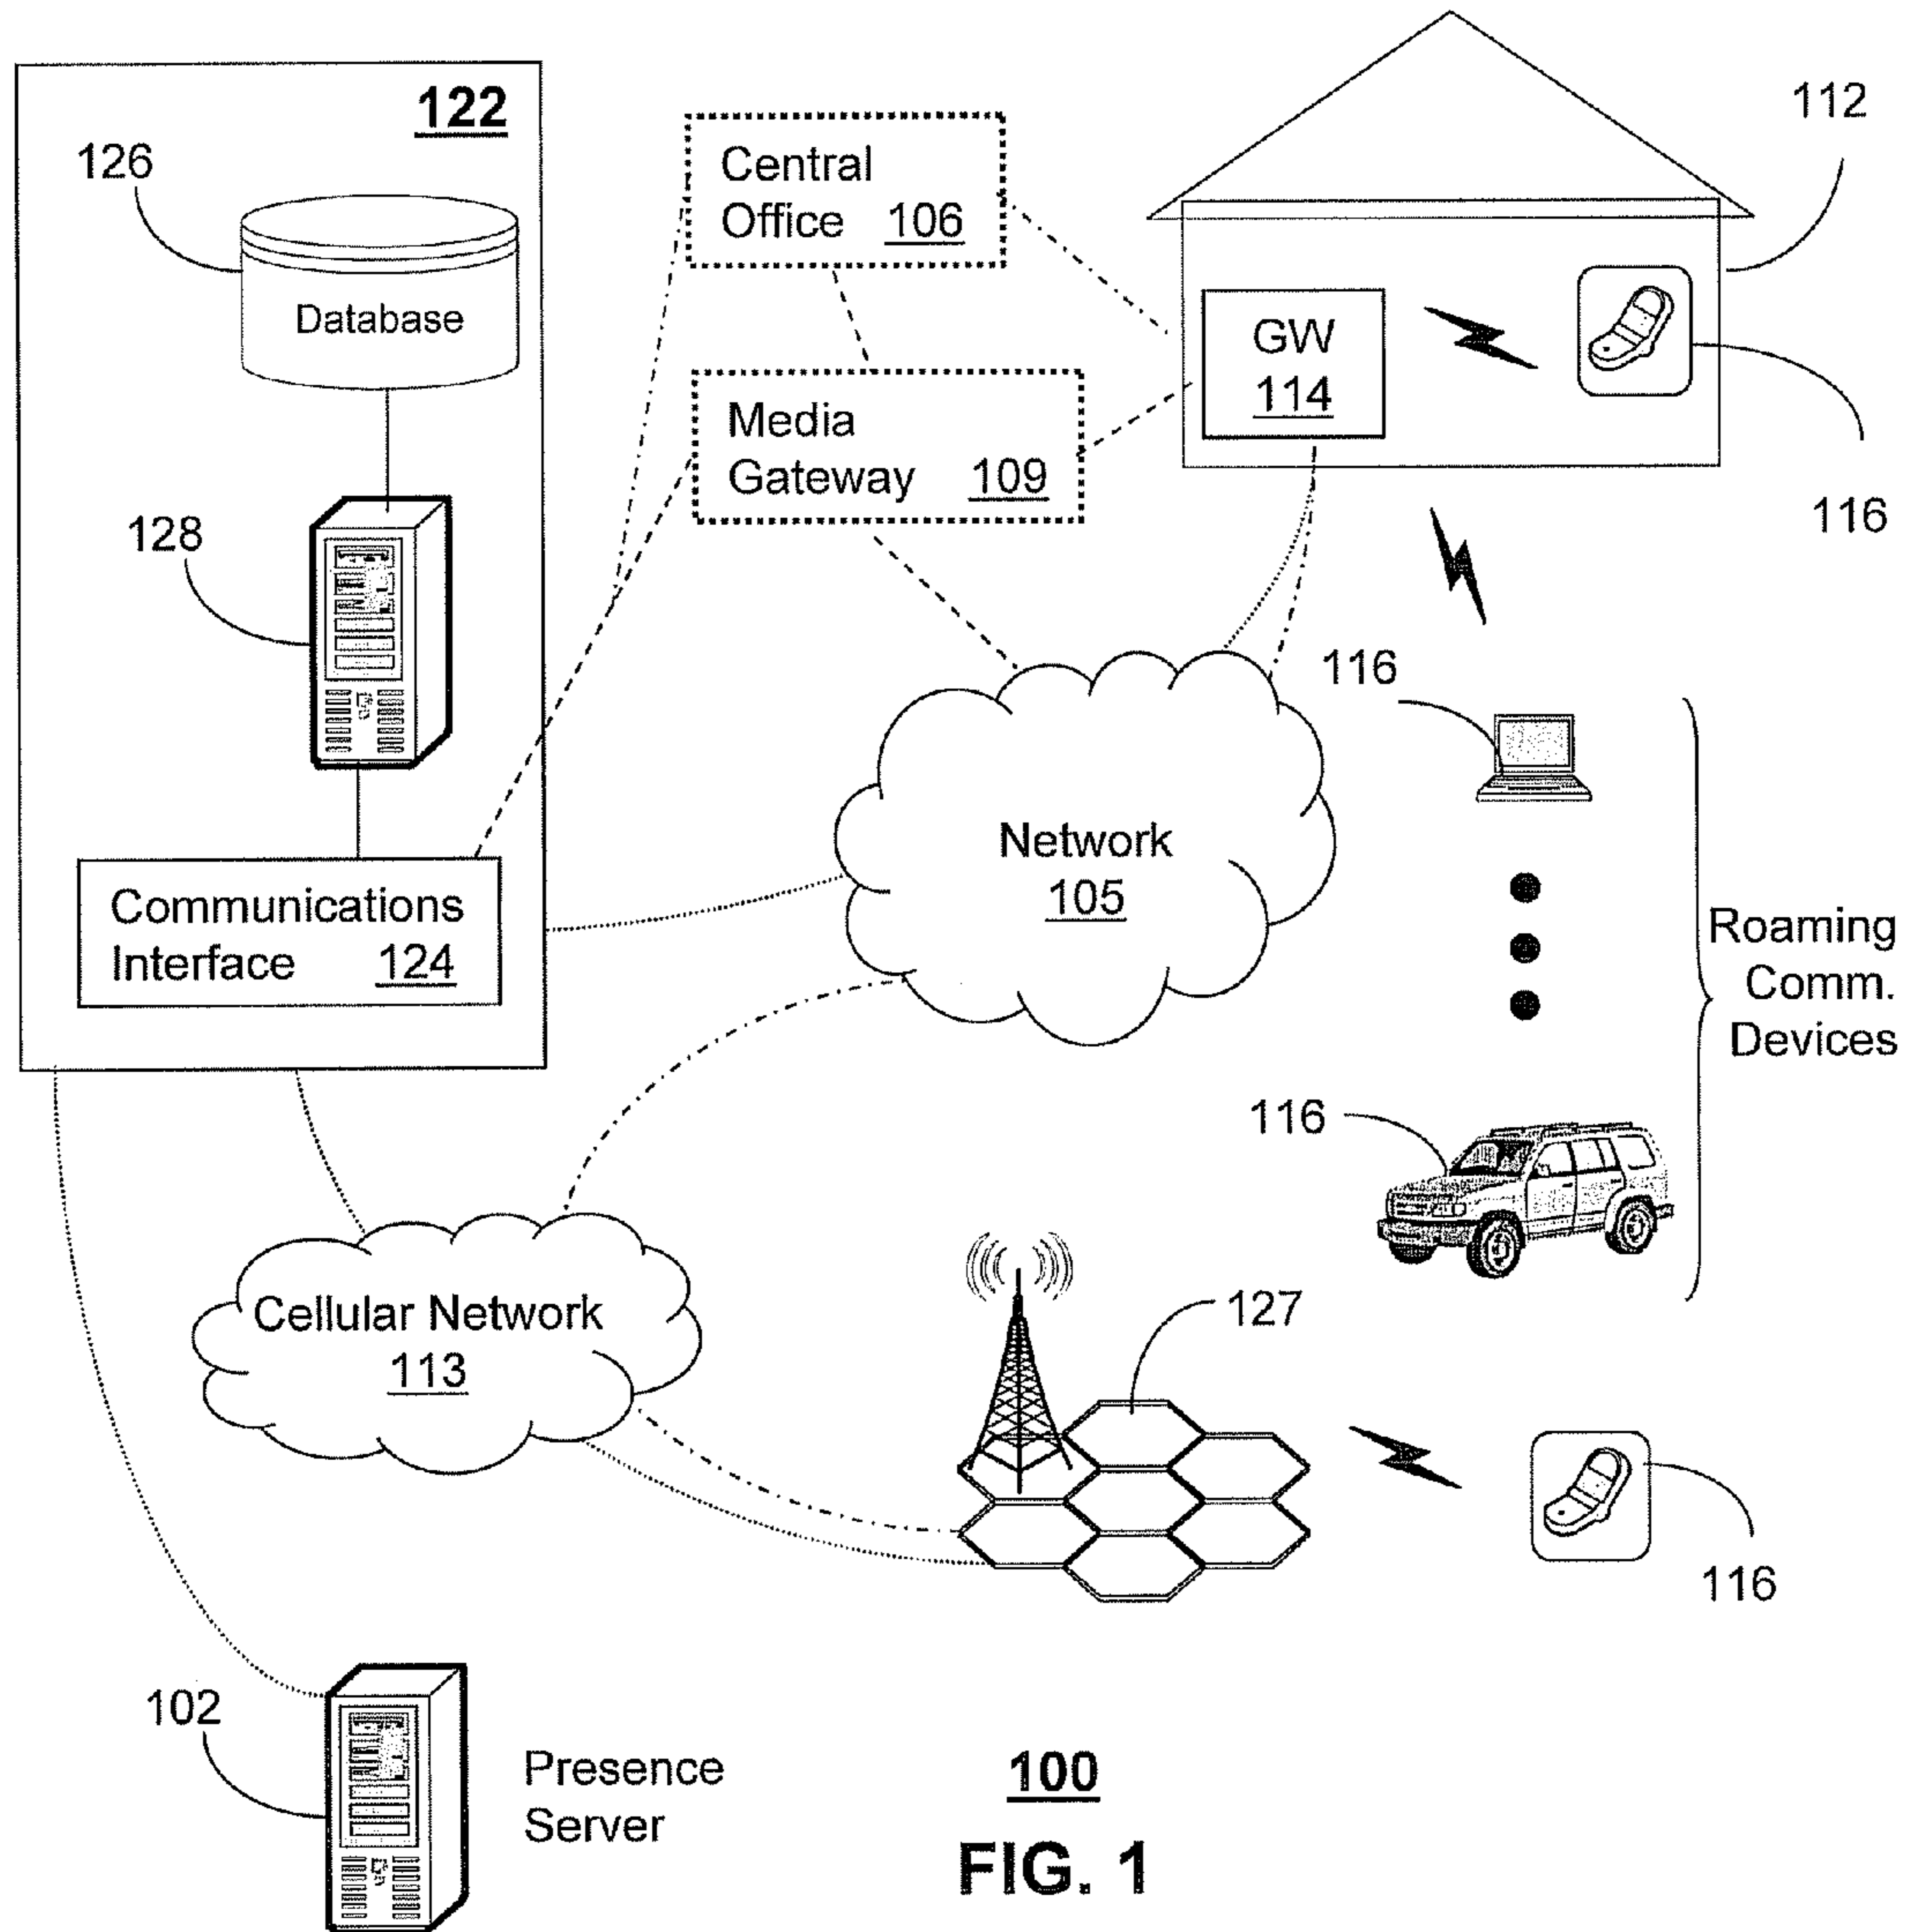 122
126
Database
128
Communications
Interface 124
Central
Office 106
Media
Gateway 109
112
GW
114
116
Network
105
116
Roaming
Comm.
Devices
116
Cellular Network
113
127
116
102
Presence
Server
100
FIG. 1